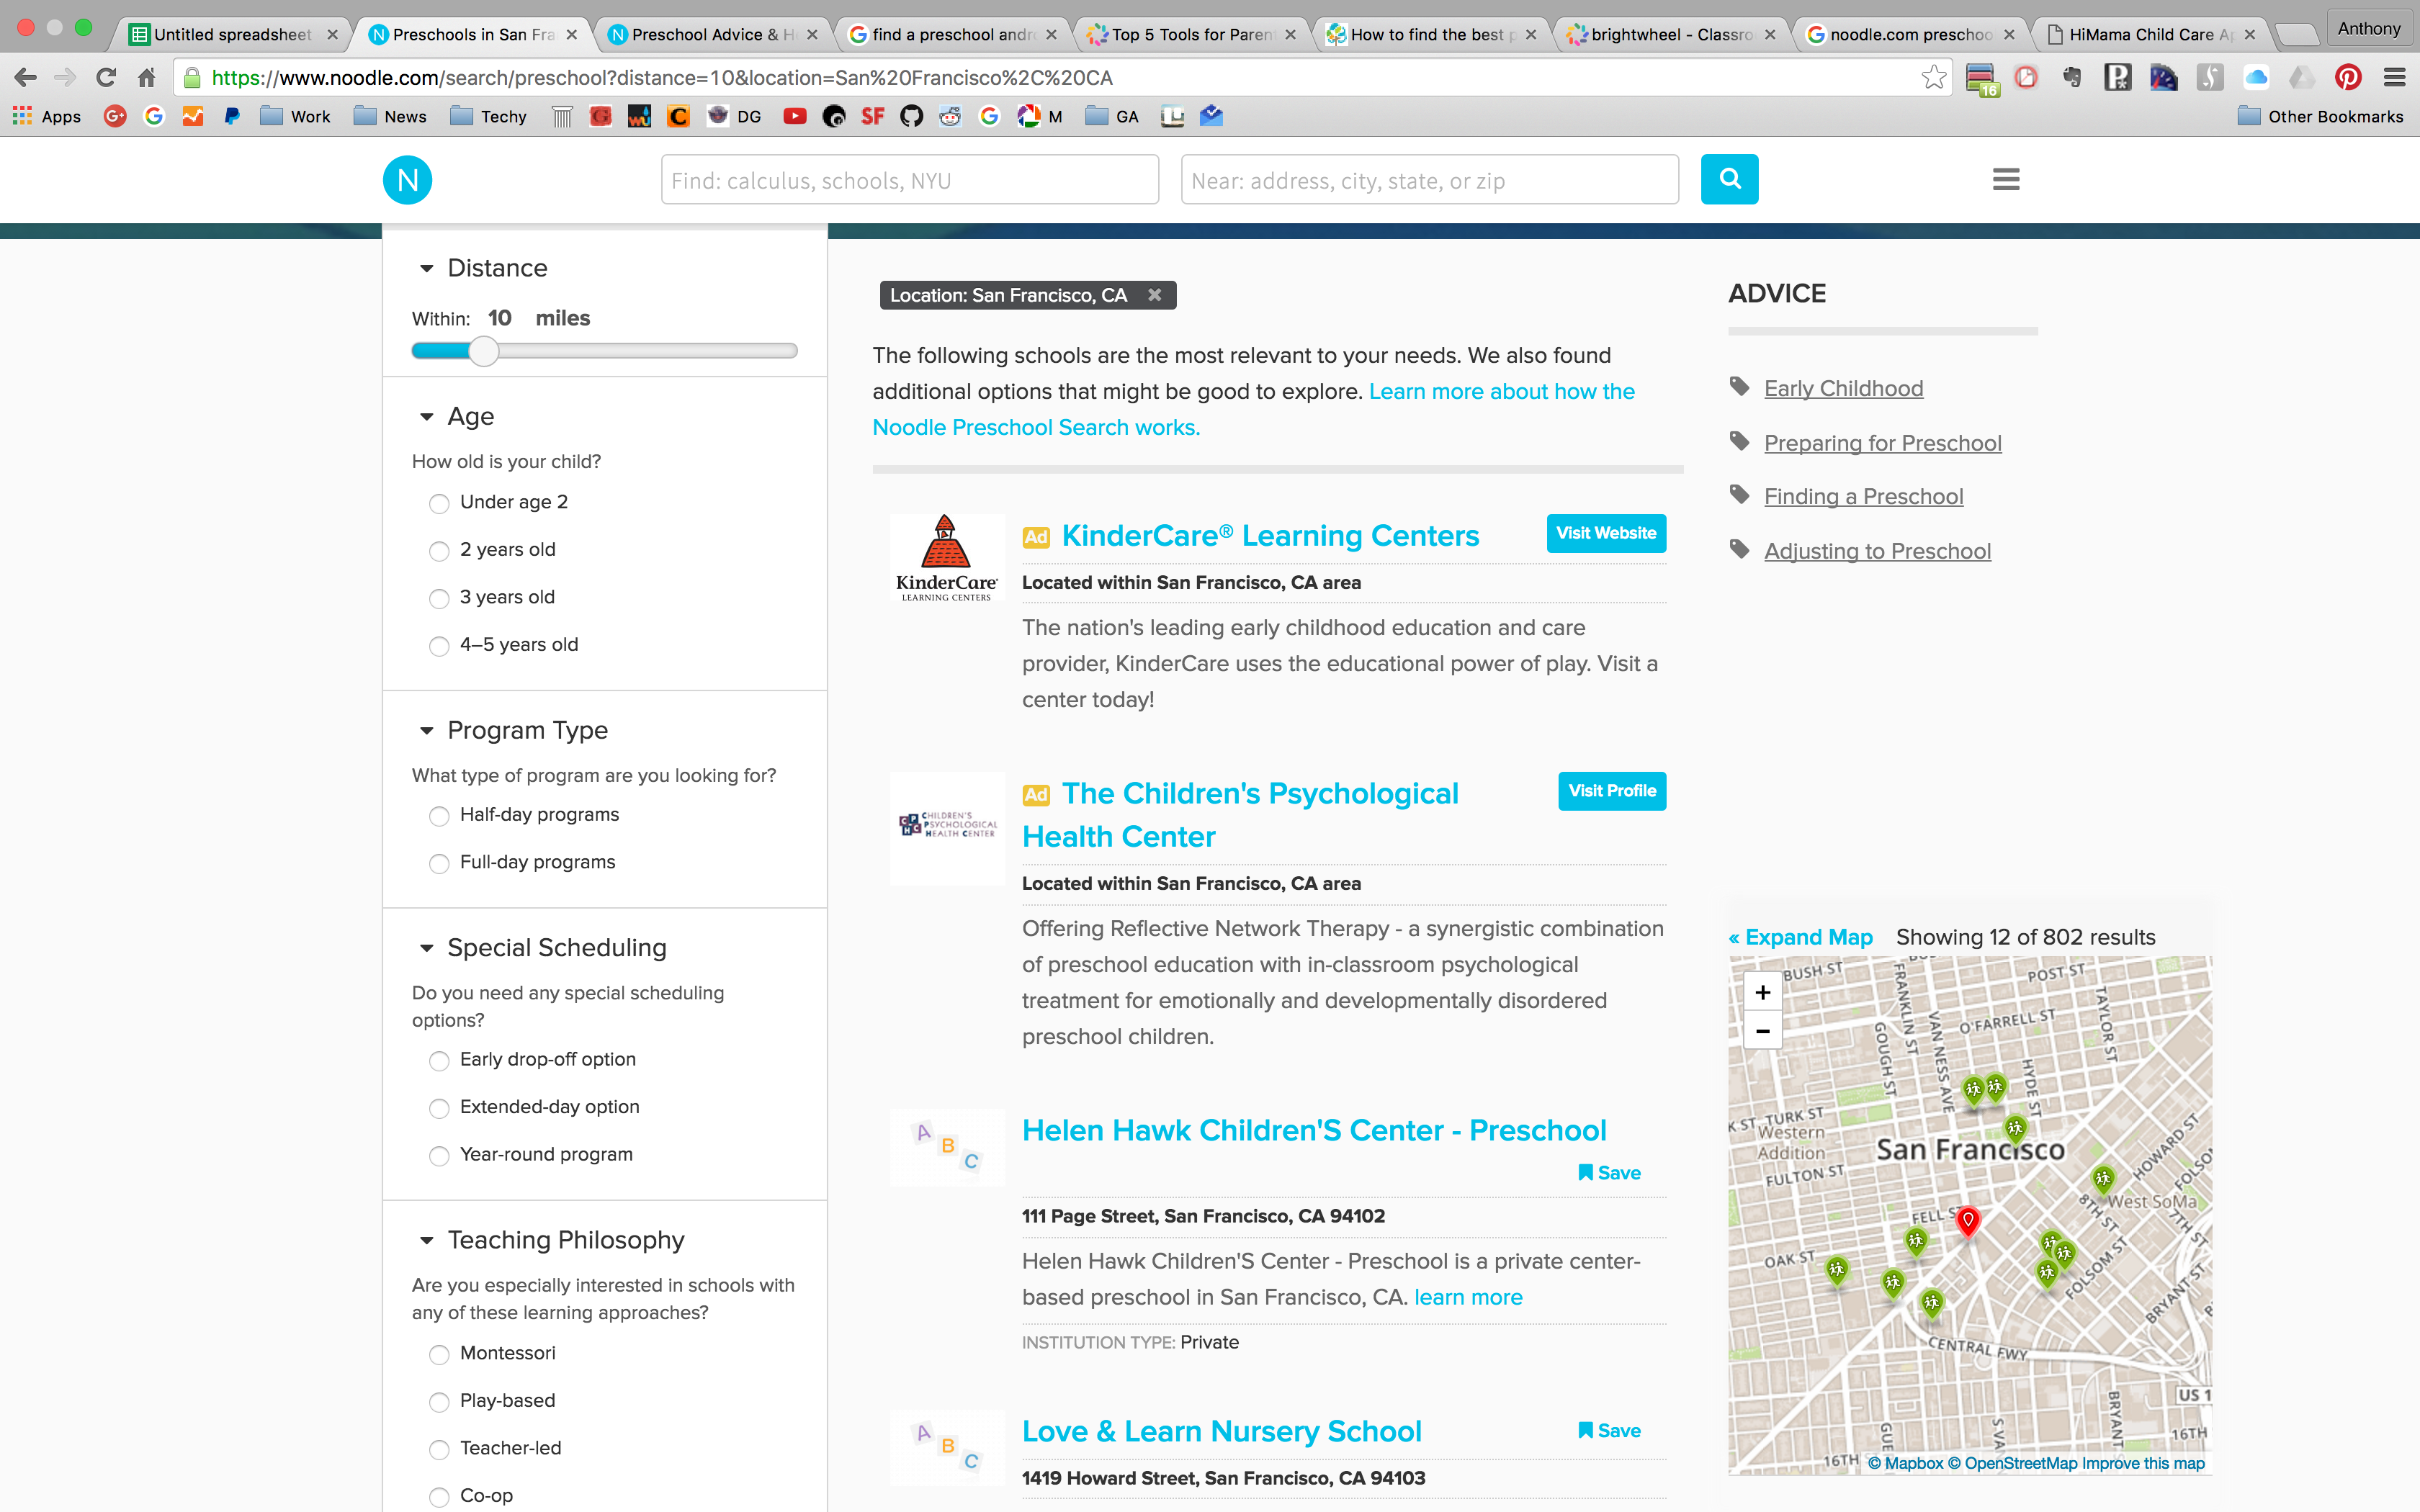 Untitled spreadsheet
Preschools in San Fra
Preschool Advice & H
find a preschool andr
Top 5 Tools for Paren
How to find the best p
brightwheel - Classro
noodle.com preschoo
HiMama Child Care Ap
Anthony
https://www.noodle.com/search/preschool?distance=10&location=San%20Francisco%2C%20CA
16
Apps
Work
News
Techy
DG
SF
M
GA
Other Bookmarks
N
Find: calculus, schools, NYU
Near: address, city, state, or zip
Distance
Within: 10 miles
Age
How old is your child?
Under age 2
2 years old
3 years old
4–5 years old
Program Type
What type of program are you looking for?
Half-day programs
Full-day programs
Special Scheduling
Do you need any special scheduling
options?
Early drop-off option
Extended-day option
Year-round program
Teaching Philosophy
Are you especially interested in schools with
any of these learning approaches?
Montessori
Play-based
Teacher-led
Co-op
Location: San Francisco, CA
The following schools are the most relevant to your needs. We also found
additional options that might be good to explore. Learn more about how the
Noodle Preschool Search works.
KinderCare
LEARNING CENTERS
Ad KinderCare® Learning Centers
Visit Website
Located within San Francisco, CA area
The nation's leading early childhood education and care
provider, KinderCare uses the educational power of play. Visit a
center today!
CPHC CHILDREN'S
PSYCHOLOGICAL
HEALTH CENTER
Ad The Children's Psychological
Health Center
Visit Profile
Located within San Francisco, CA area
Offering Reflective Network Therapy - a synergistic combination
of preschool education with in-classroom psychological
treatment for emotionally and developmentally disordered
preschool children.
A B C
Helen Hawk Children'S Center - Preschool
Save
111 Page Street, San Francisco, CA 94102
Helen Hawk Children'S Center - Preschool is a private center-
based preschool in San Francisco, CA. learn more
INSTITUTION TYPE: Private
A B C
Love & Learn Nursery School
Save
1419 Howard Street, San Francisco, CA 94103
ADVICE
Early Childhood
Preparing for Preschool
Finding a Preschool
Adjusting to Preschool
« Expand Map
Showing 12 of 802 results
+
−
BUSH ST
POST ST
FRANKLIN ST
TAYLOR ST
O'FARRELL ST
GOUGH ST
VAN NESS AVE
HYDE ST
TURK ST
K ST
Western
Addition
San Francisco
HOWARD ST
FULTON ST
FOLSO
West SoMa
8TH ST
7TH ST
FELL S
OAK ST
FOLSOM ST
BRYANT ST
CENTRAL FWY
US 1
BRYANT
S VAN
GUE
16TH
16TH
© Mapbox © OpenStreetMap Improve this map